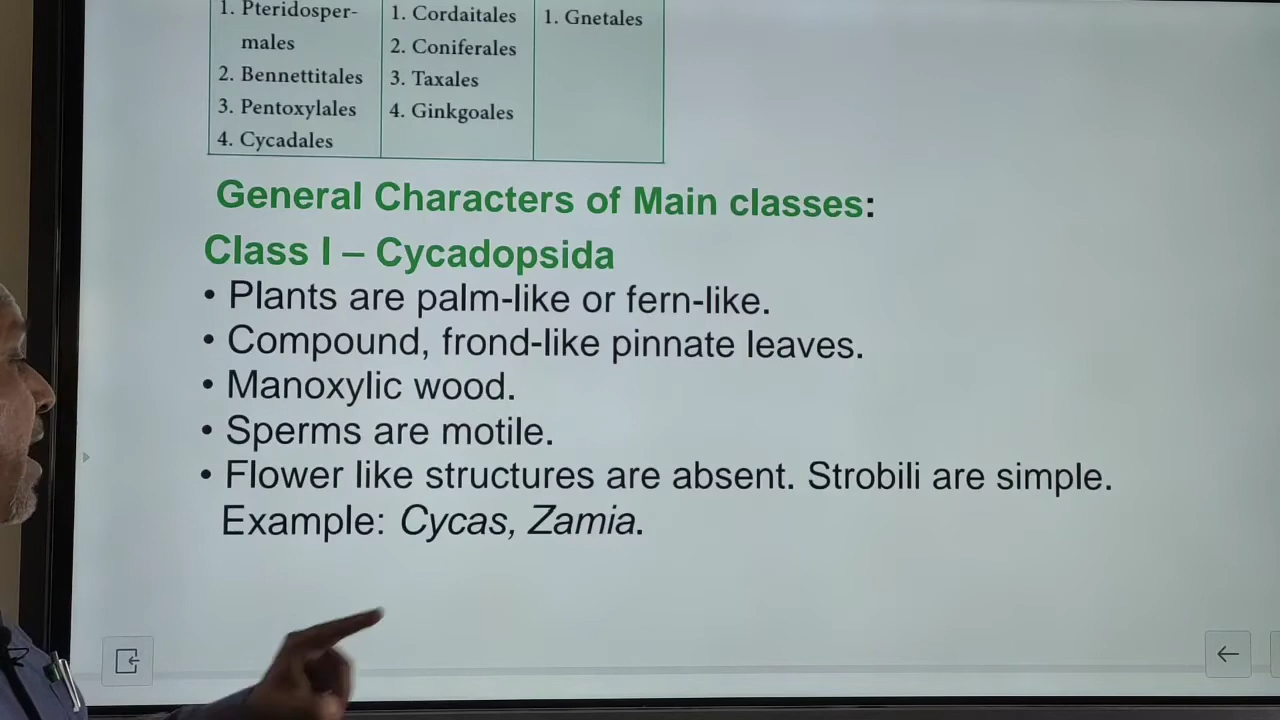 1. Pteridosper-
males
2. Bennettitales
3. Pentoxylales
4. Cycadales
1. Cordaitales
2. Coniferales
3. Taxales
4. Ginkgoales
1. Gnetales
General Characters of Main classes:
Class I – Cycadopsida
• Plants are palm-like or fern-like.
• Compound, frond-like pinnate leaves.
• Manoxylic wood.
• Sperms are motile.
• Flower like structures are absent. Strobili are simple.
Example: Cycas, Zamia.